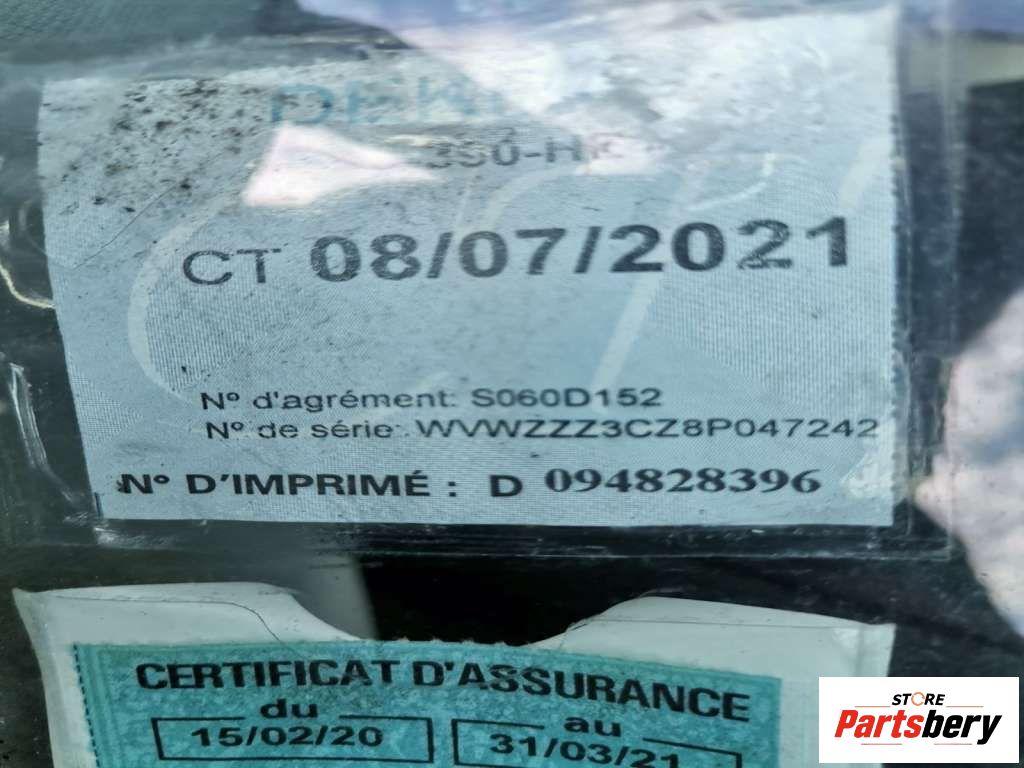 CT 08/07/2021
N° d'agrément: S060D152
N° de série: WVWZZZ3CZ8P047242
N° D'IMPRIMÉ : D 094828396
CERTIFICAT D'ASSURANCE
du au
15/02/20 31/03/21
STORE
Partsbery